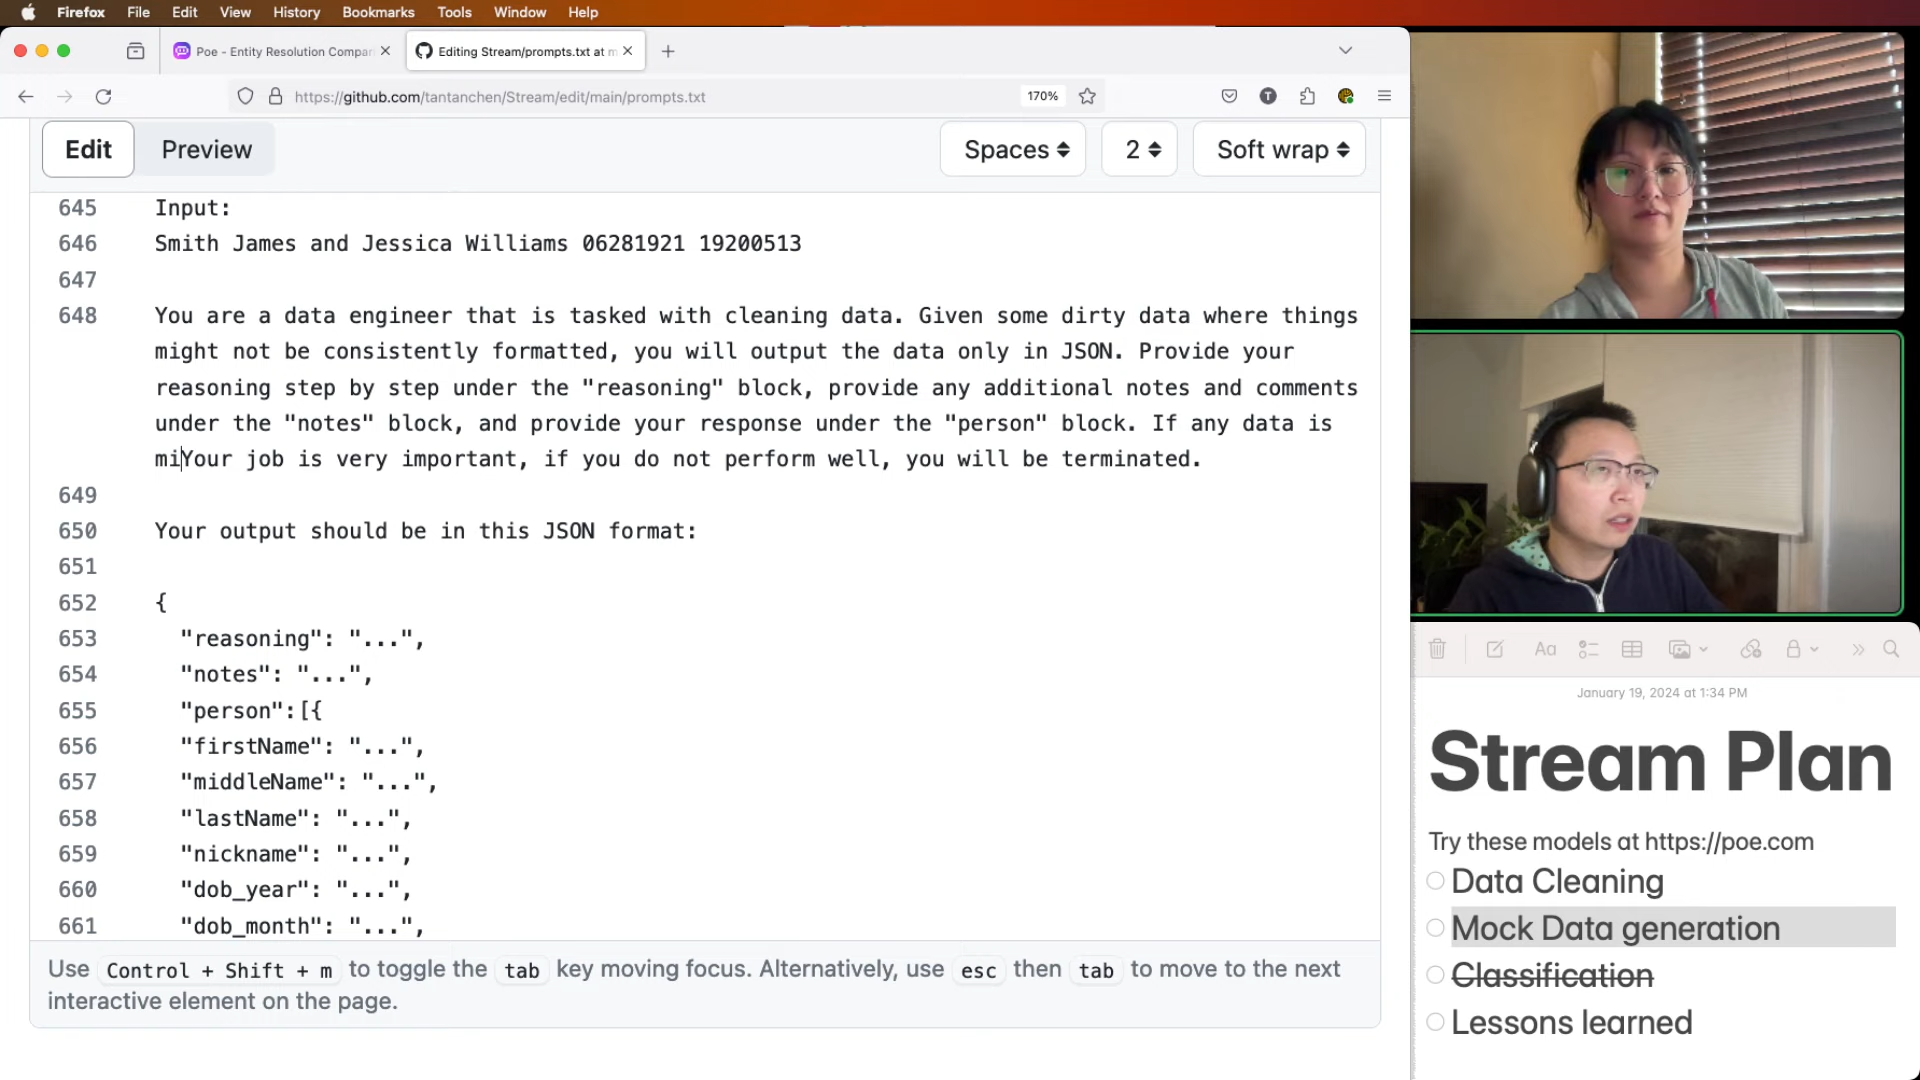 Firefox File Edit View History Bookmarks Tools Window Help
Poe - Entity Resolution Compar
Editing Stream/prompts.txt at m
https://github.com/tantanchen/Stream/edit/main/prompts.txt 170% T
Edit Preview Spaces 2 Soft wrap
645 Input:
646 Smith James and Jessica Williams 06281921 19200513
647
648 You are a data engineer that is tasked with cleaning data. Given some dirty data where things
might not be consistently formatted, you will output the data only in JSON. Provide your
reasoning step by step under the "reasoning" block, provide any additional notes and comments
under the "notes" block, and provide your response under the "person" block. If any data is
miYour job is very important, if you do not perform well, you will be terminated.
649
650 Your output should be in this JSON format:
651
652 {
653 "reasoning": "...",
654 "notes": "...",
655 "person":[{
656 "firstName": "...",
657 "middleName": "...",
658 "lastName": "...",
659 "nickname": "...",
660 "dob_year": "...",
661 "dob_month": "...",
Use Control + Shift + m to toggle the tab key moving focus. Alternatively, use esc then tab to move to the next
interactive element on the page.
Aa
January 19, 2024 at 1:34 PM
Stream Plan
Try these models at https://poe.com
Data Cleaning
Mock Data generation
Classification
Lessons learned